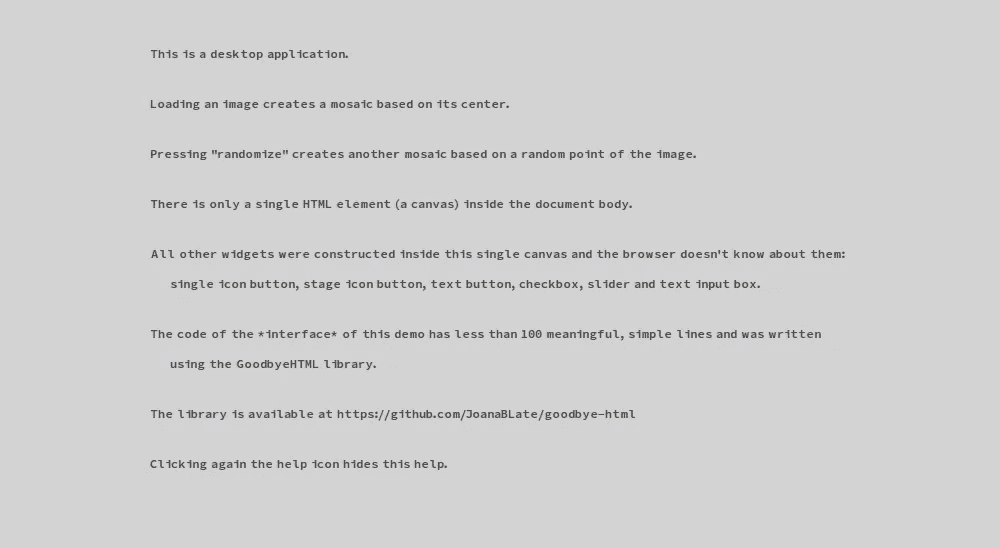 This is a desktop application.
Loading an image creates a mosaic based on its center.
Pressing "randomize" creates another mosaic based on a random point of the image.
There is only a single HTML element (a canvas) inside the document body.
All other widgets were constructed inside this single canvas and the browser doesn't know about them:
single icon button, stage icon button, text button, checkbox, slider and text input box.
The code of the *interface* of this demo has less than 100 meaningful, simple lines and was written
using the GoodbyeHTML library.
The library is available at https://github.com/JoanaBLate/goodbye-html
Clicking again the help icon hides this help.